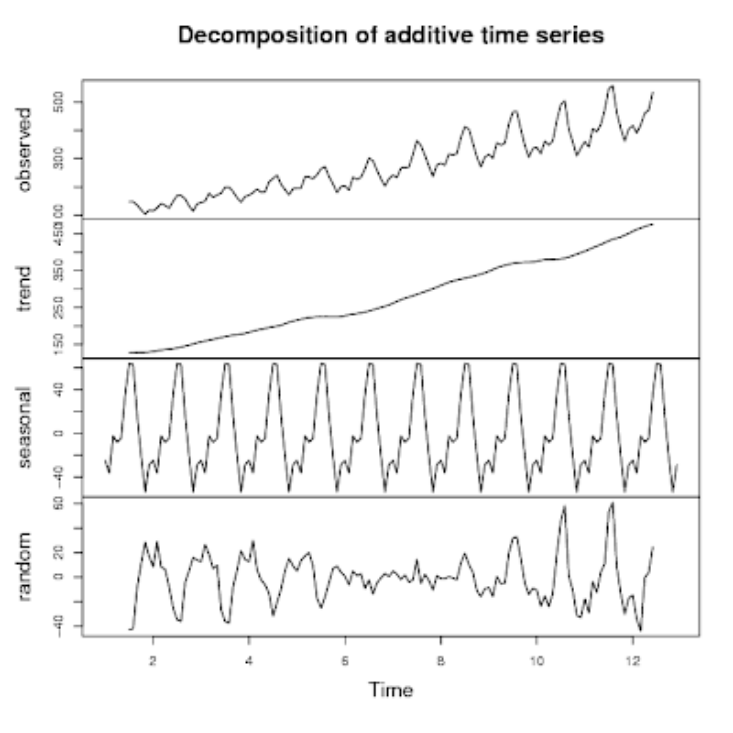 Decomposition of additive time series
observed
500
300
100
trend
450
350
250
150
seasonal
40
0
−40
random
60
20
0
−40
2 4 6 8 10 12
Time